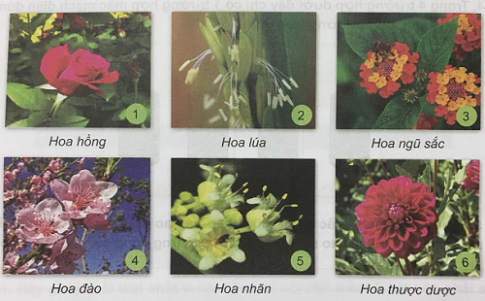 1
Hoa hồng
2
Hoa lúa
3
Hoa ngũ sắc
4
Hoa đào
5
Hoa nhãn
6
Hoa thược dược